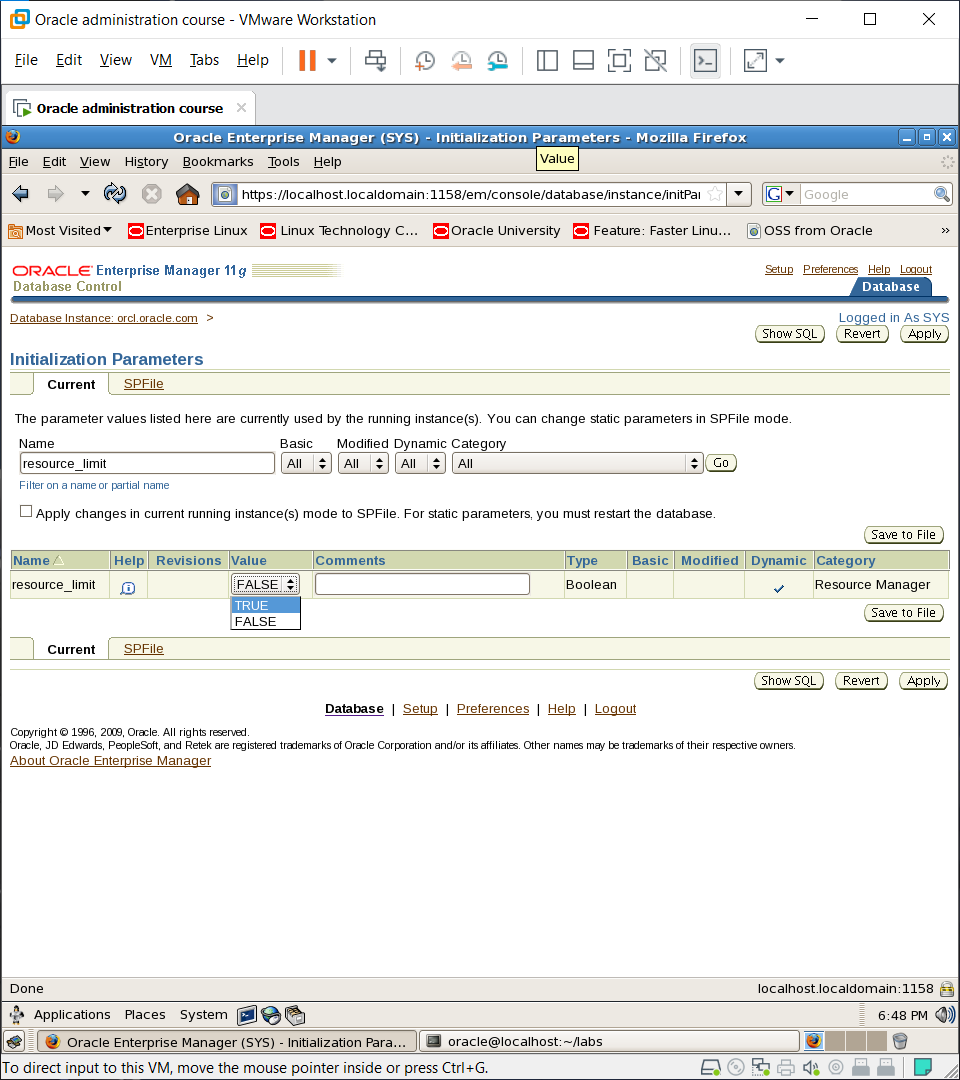 Oracle administration course - VMware Workstation
File Edit View VM Tabs Help
Oracle administration course
Oracle Enterprise Manager (SYS) - Initialization Parameters - Mozilla Firefox
File Edit View History Bookmarks Tools Help
Value
https://localhost.localdomain:1158/em/console/database/instance/initPar
G Google
Most Visited Enterprise Linux Linux Technology C... Oracle University Feature: Faster Linu... OSS from Oracle »
ORACLE Enterprise Manager 11g
Database Control
Setup Preferences Help Logout
Database
Database Instance: orcl.oracle.com >
Logged in As SYS
Show SQL Revert Apply
Initialization Parameters
Current SPFile
The parameter values listed here are currently used by the running instance(s). You can change static parameters in SPFile mode.
Name Basic Modified Dynamic Category
resource_limit All All All All Go
Filter on a name or partial name
Apply changes in current running instance(s) mode to SPFile. For static parameters, you must restart the database.
Save to File
Name Help Revisions Value Comments Type Basic Modified Dynamic Category
resource_limit FALSE Boolean Resource Manager
TRUE
FALSE
Save to File
Current SPFile
Show SQL Revert Apply
Database | Setup | Preferences | Help | Logout
Copyright © 1996, 2009, Oracle. All rights reserved.
Oracle, JD Edwards, PeopleSoft, and Retek are registered trademarks of Oracle Corporation and/or its affiliates. Other names may be trademarks of their respective owners.
About Oracle Enterprise Manager
Done localhost.localdomain:1158
Applications Places System 6:48 PM
Oracle Enterprise Manager (SYS) - Initialization Para... oracle@localhost:~/labs
To direct input to this VM, move the mouse pointer inside or press Ctrl+G.